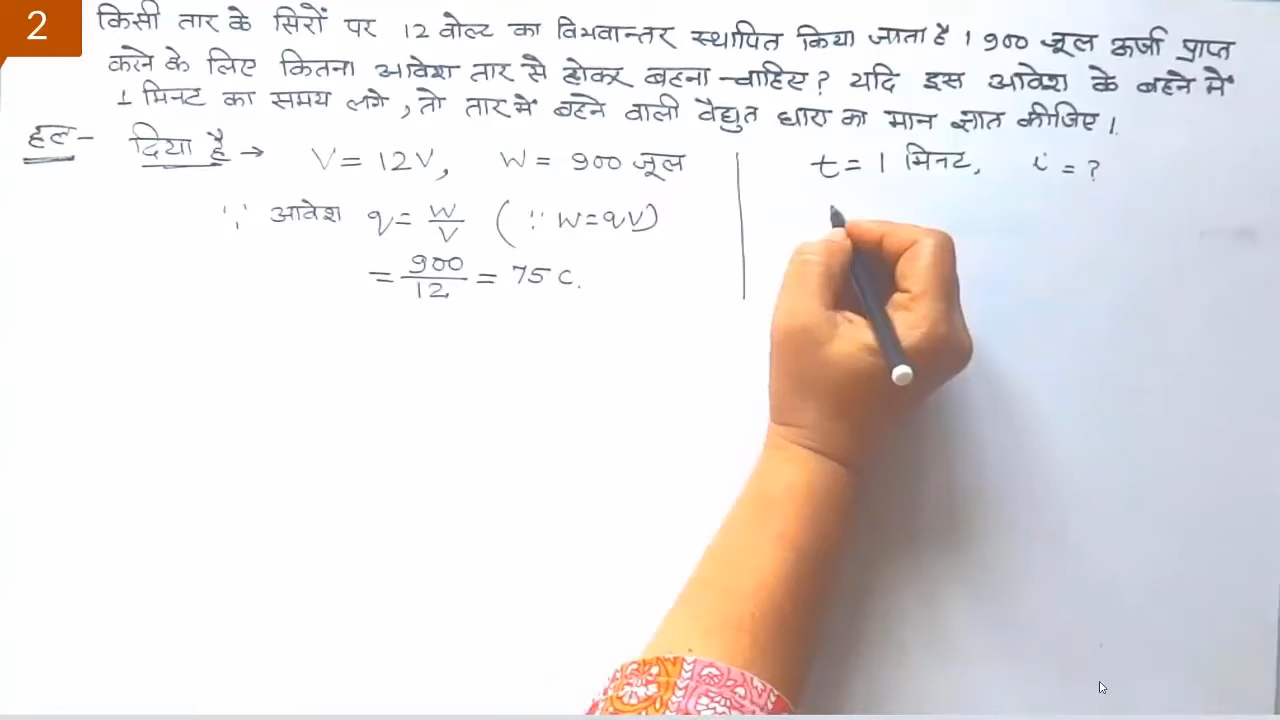 2
किसी तार के सिरों पर 12 वोल्ट का विभवान्तर स्थापित किया जाता है। 900 जूल ऊर्जा प्राप्त
करने के लिए कितना आवेश तार से होकर बहना चाहिए? यदि इस आवेश के बहने में
1 मिनट का समय लगे, तो तार में बहने वाली वैद्युत धारा का मान ज्ञात कीजिए।
हल- दिया है → V = 12V, W = 900 जूल
∵ आवेश q = W/V (∵ W = qV)
= 900/12 = 75 C.
t = 1 मिनट, i = ?